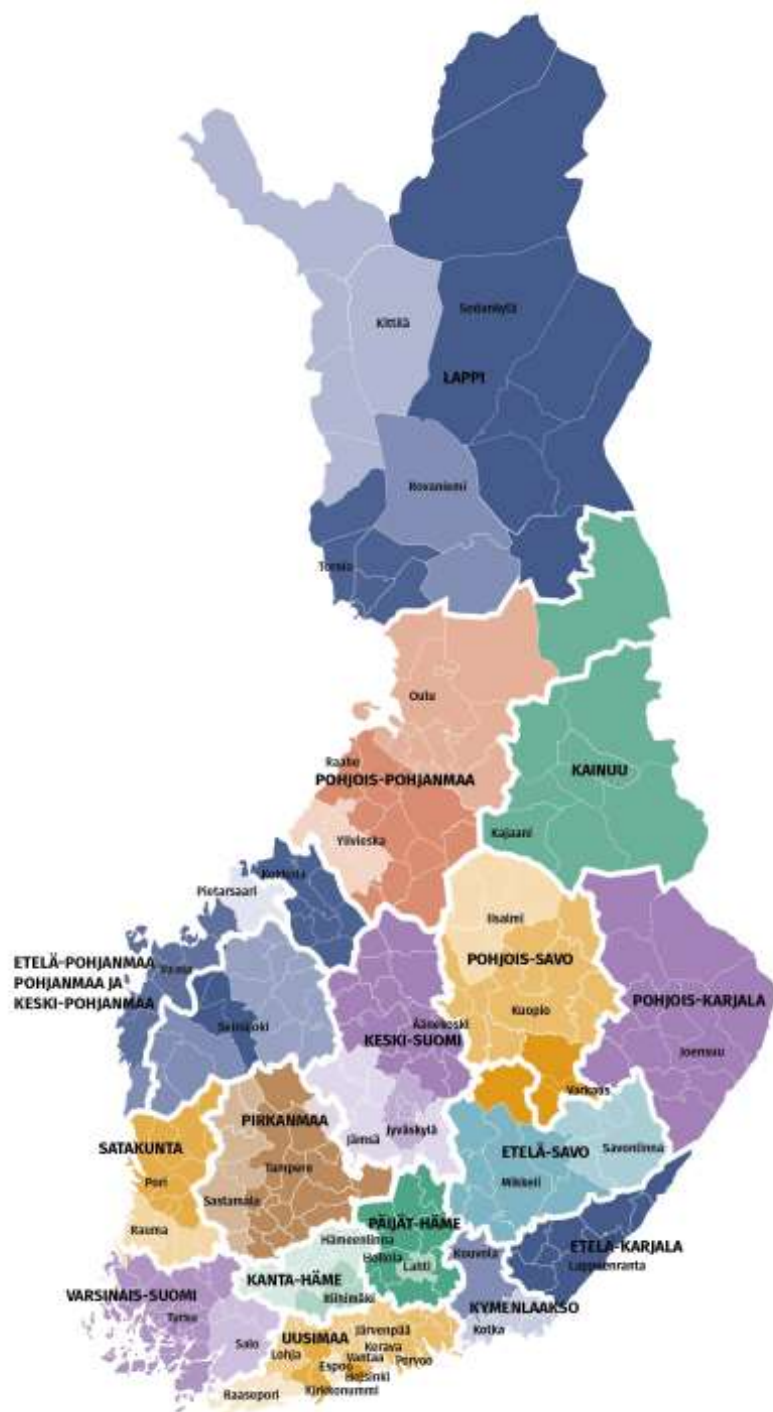 Kittilä
Sodankylä
LAPPI
Rovaniemi
Tornio
Oulu
Raahe
POHJOIS-POHJANMAA
KAINUU
Ylivieska
Kajaani
Kokkola
Pietarsaari
Iisalmi
ETELÄ-POHJANMAA
POHJANMAA JA
KESKI-POHJANMAA
Vaasa
POHJOIS-SAVO
POHJOIS-KARJALA
Kuopio
Seinäjoki
Äänekoski
KESKI-SUOMI
Joensuu
Varkaus
PIRKANMAA
SATAKUNTA
Jämsä
Jyväskylä
ETELÄ-SAVO
Savonlinna
Tampere
Pori
Mikkeli
Sastamala
Rauma
PÄIJÄT-HÄME
Hämeenlinna
Hollola
Lahti
Kouvola
ETELÄ-KARJALA
Lappeenranta
KANTA-HÄME
Riihimäki
VARSINAIS-SUOMI
Turku
KYMENLAAKSO
Kotka
UUSIMAA
Järvenpää
Salo
Lohja
Kerava
Vantaa
Espoo
Porvoo
Helsinki
Kirkkonummi
Raasepori